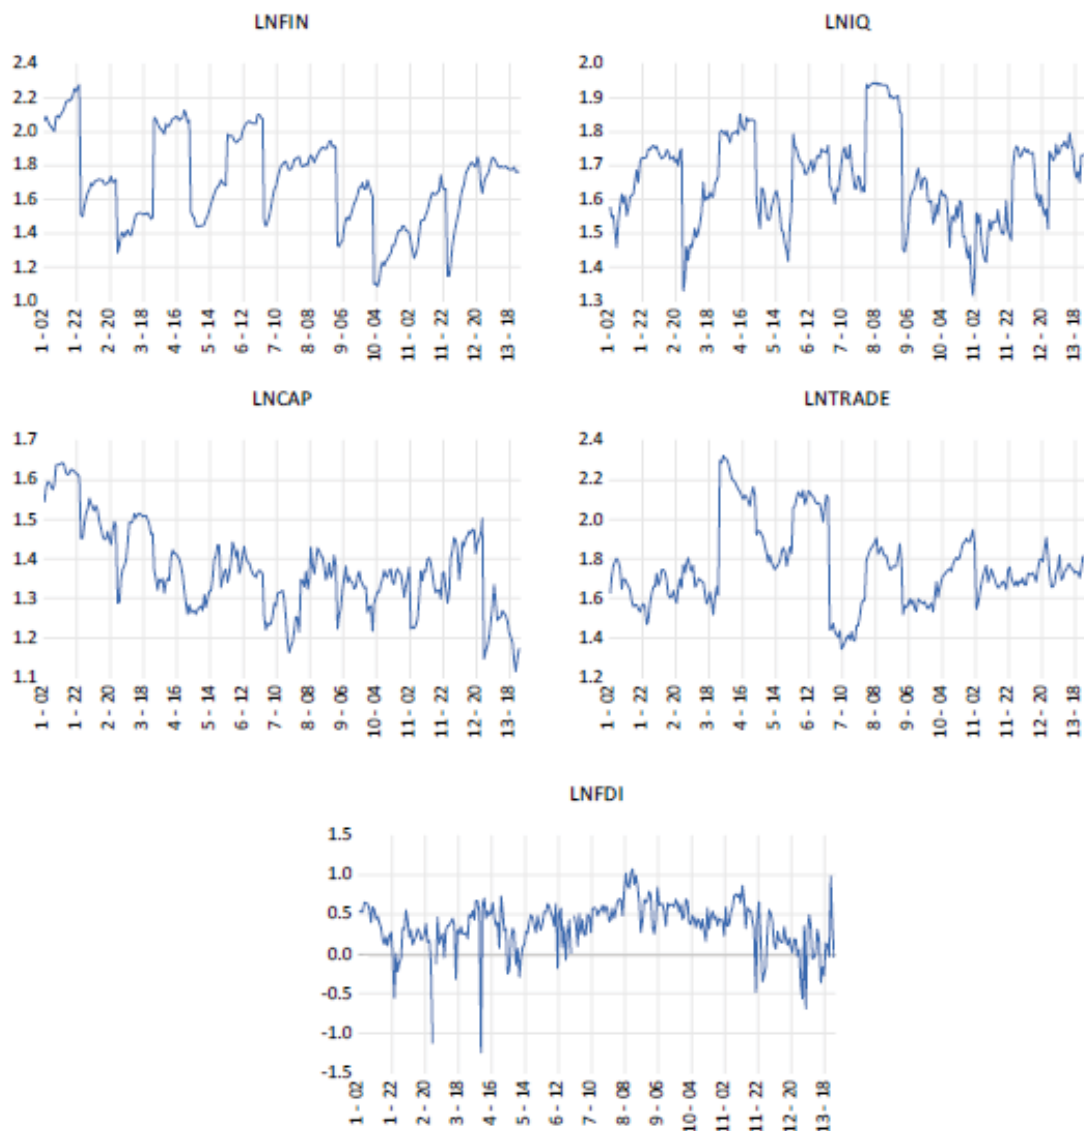 LNFIN
2.4
2.2
2.0
1.8
1.6
1.4
1.2
1.0
1 - 02
1 - 22
2 - 20
3 - 18
4 - 16
5 - 14
6 - 12
7 - 10
8 - 08
9 - 06
10 - 04
11 - 02
11 - 22
12 - 20
13 - 18
LNIQ
2.0
1.9
1.8
1.7
1.6
1.5
1.4
1.3
1 - 02
1 - 22
2 - 20
3 - 18
4 - 16
5 - 14
6 - 12
7 - 10
8 - 08
9 - 06
10 - 04
11 - 02
11 - 22
12 - 20
13 - 18
LNCAP
1.7
1.6
1.5
1.4
1.3
1.2
1.1
1 - 02
1 - 22
2 - 20
3 - 18
4 - 16
5 - 14
6 - 12
7 - 10
8 - 08
9 - 06
10 - 04
11 - 02
11 - 22
12 - 20
13 - 18
LNTRADE
2.4
2.2
2.0
1.8
1.6
1.4
1.2
1 - 02
1 - 22
2 - 20
3 - 18
4 - 16
5 - 14
6 - 12
7 - 10
8 - 08
9 - 06
10 - 04
11 - 02
11 - 22
12 - 20
13 - 18
LNFDI
1.5
1.0
0.5
0.0
-0.5
-1.0
-1.5
1 - 02
1 - 22
2 - 20
3 - 18
4 - 16
5 - 14
6 - 12
7 - 10
8 - 08
9 - 06
10 - 04
11 - 02
11 - 22
12 - 20
13 - 18